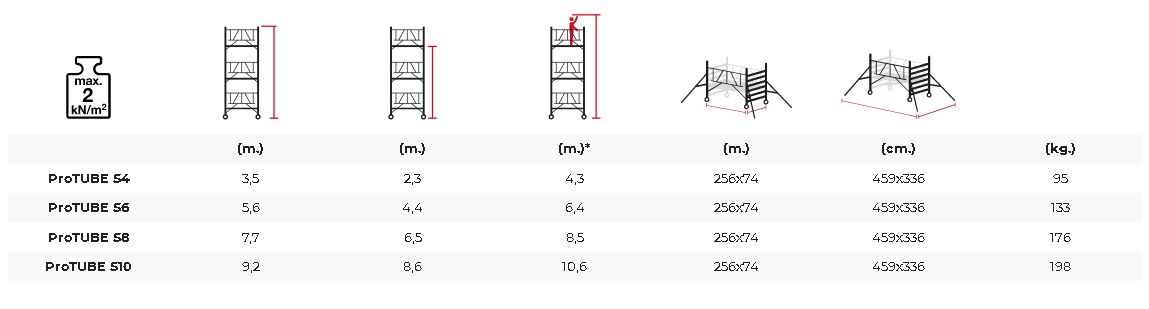 max.
2
kN/m²
(m.) (m.) (m.)* (m.) (cm.) (kg.)
ProTUBE S4 3,5 2,3 4,3 256x74 459x336 95
ProTUBE S6 5,6 4,4 6,4 256x74 459x336 133
ProTUBE S8 7,7 6,5 8,5 256x74 459x336 176
ProTUBE S10 9,2 8,6 10,6 256x74 459x336 198